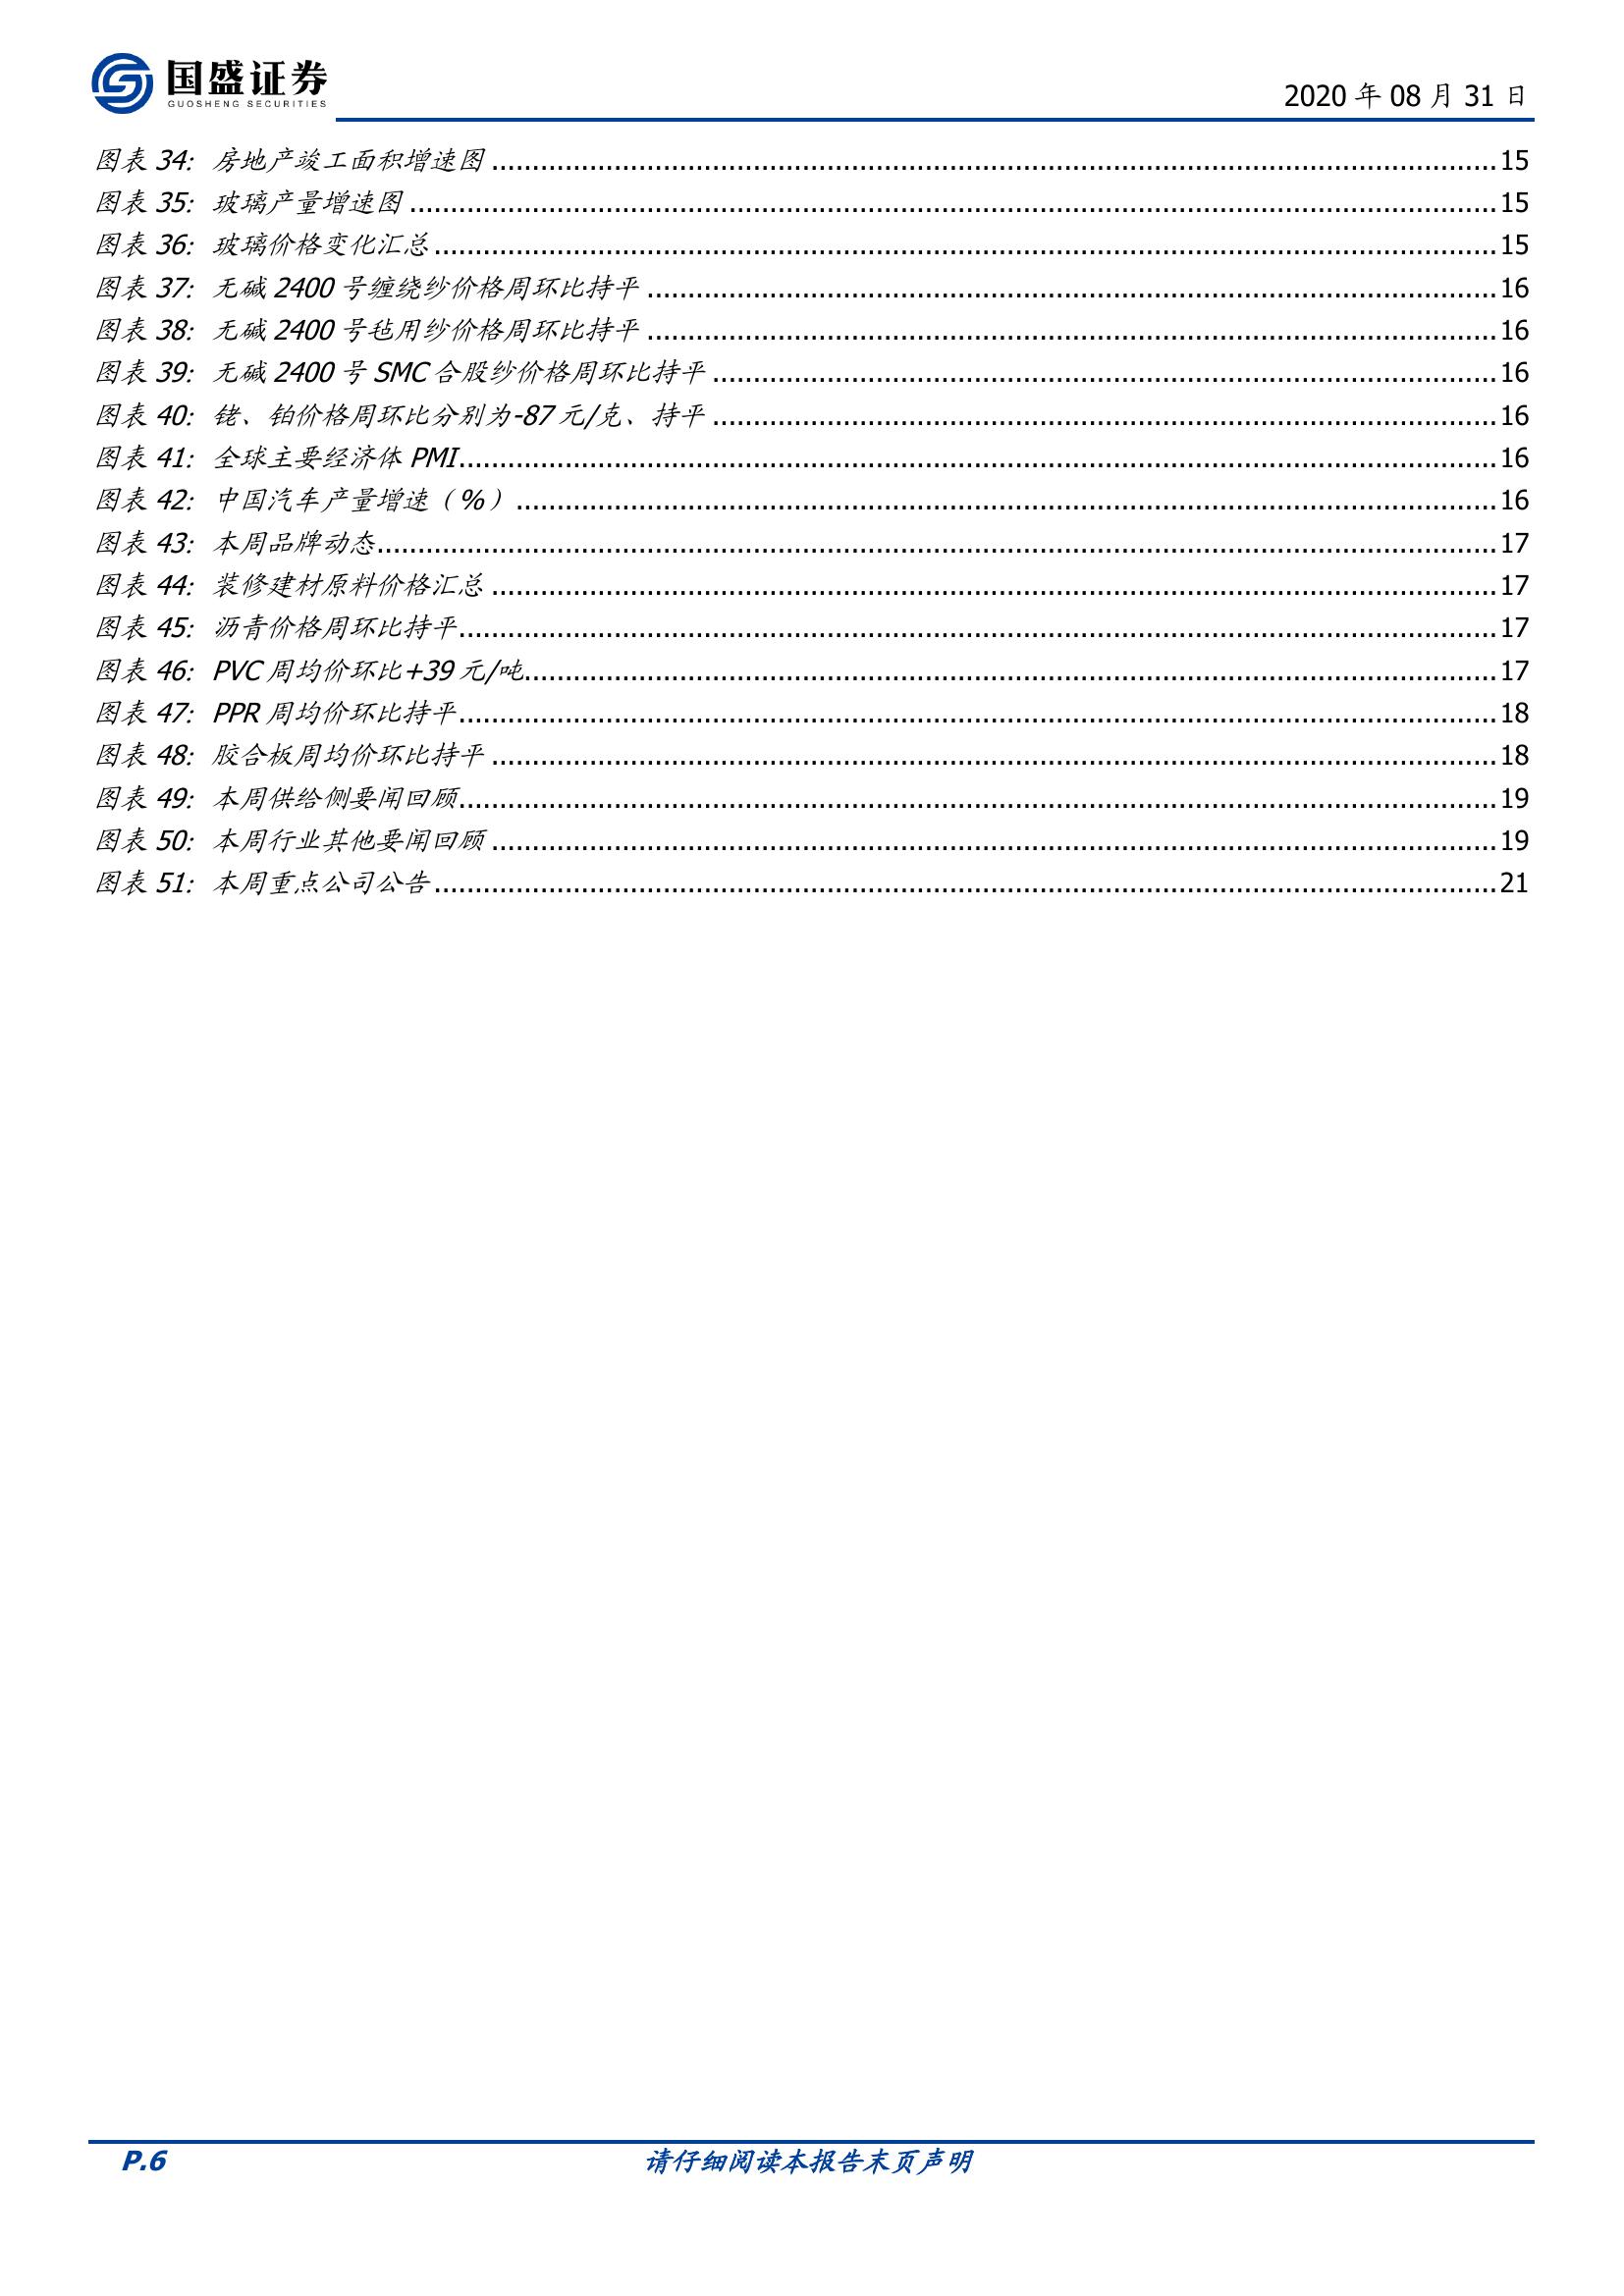 国盛证券
GUOSHENG SECURITIES
2020 年 08 月 31 日
图表 34: 房地产竣工面积增速图 ........ 15
图表 35: 玻璃产量增速图 ........ 15
图表 36: 玻璃价格变化汇总 ........ 15
图表 37: 无碱 2400 号缠绕纱价格周环比持平 ........ 16
图表 38: 无碱 2400 号毡用纱价格周环比持平 ........ 16
图表 39: 无碱 2400 号 SMC 合股纱价格周环比持平 ........ 16
图表 40: 铑、铂价格周环比分别为-87 元/克、持平 ........ 16
图表 41: 全球主要经济体 PMI ........ 16
图表 42: 中国汽车产量增速（%） ........ 16
图表 43: 本周品牌动态 ........ 17
图表 44: 装修建材原料价格汇总 ........ 17
图表 45: 沥青价格周环比持平 ........ 17
图表 46: PVC 周均价环比+39 元/吨 ........ 17
图表 47: PPR 周均价环比持平 ........ 18
图表 48: 胶合板周均价环比持平 ........ 18
图表 49: 本周供给侧要闻回顾 ........ 19
图表 50: 本周行业其他要闻回顾 ........ 19
图表 51: 本周重点公司公告 ........ 21
P.6
请仔细阅读本报告末页声明